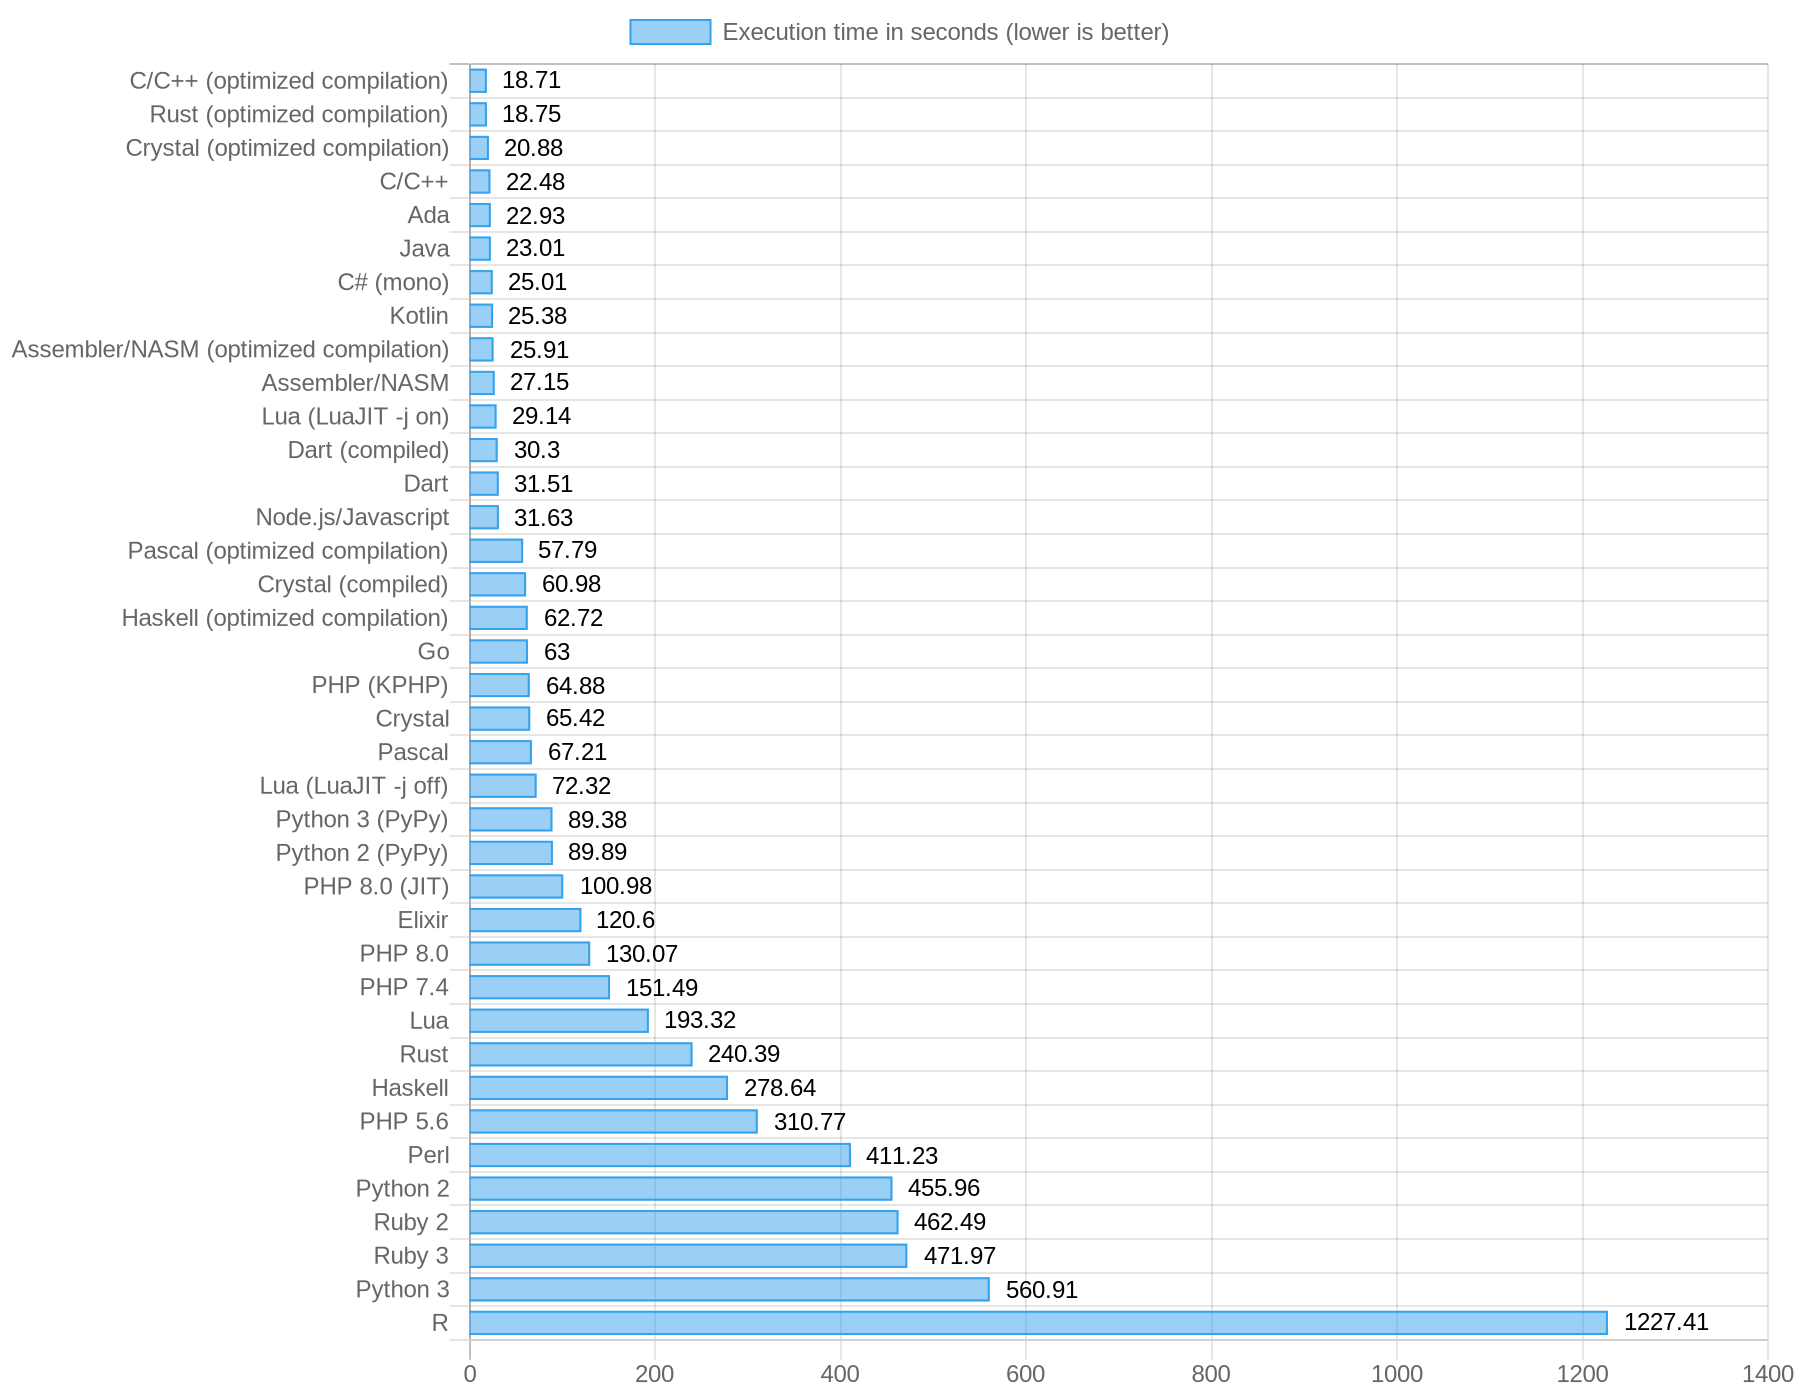 Execution time in seconds (lower is better)
C/C++ (optimized compilation) 18.71
Rust (optimized compilation) 18.75
Crystal (optimized compilation) 20.88
C/C++ 22.48
Ada 22.93
Java 23.01
C# (mono) 25.01
Kotlin 25.38
Assembler/NASM (optimized compilation) 25.91
Assembler/NASM 27.15
Lua (LuaJIT -j on) 29.14
Dart (compiled) 30.3
Dart 31.51
Node.js/Javascript 31.63
Pascal (optimized compilation) 57.79
Crystal (compiled) 60.98
Haskell (optimized compilation) 62.72
Go 63
PHP (KPHP) 64.88
Crystal 65.42
Pascal 67.21
Lua (LuaJIT -j off) 72.32
Python 3 (PyPy) 89.38
Python 2 (PyPy) 89.89
PHP 8.0 (JIT) 100.98
Elixir 120.6
PHP 8.0 130.07
PHP 7.4 151.49
Lua 193.32
Rust 240.39
Haskell 278.64
PHP 5.6 310.77
Perl 411.23
Python 2 455.96
Ruby 2 462.49
Ruby 3 471.97
Python 3 560.91
R 1227.41
0 200 400 600 800 1000 1200 1400